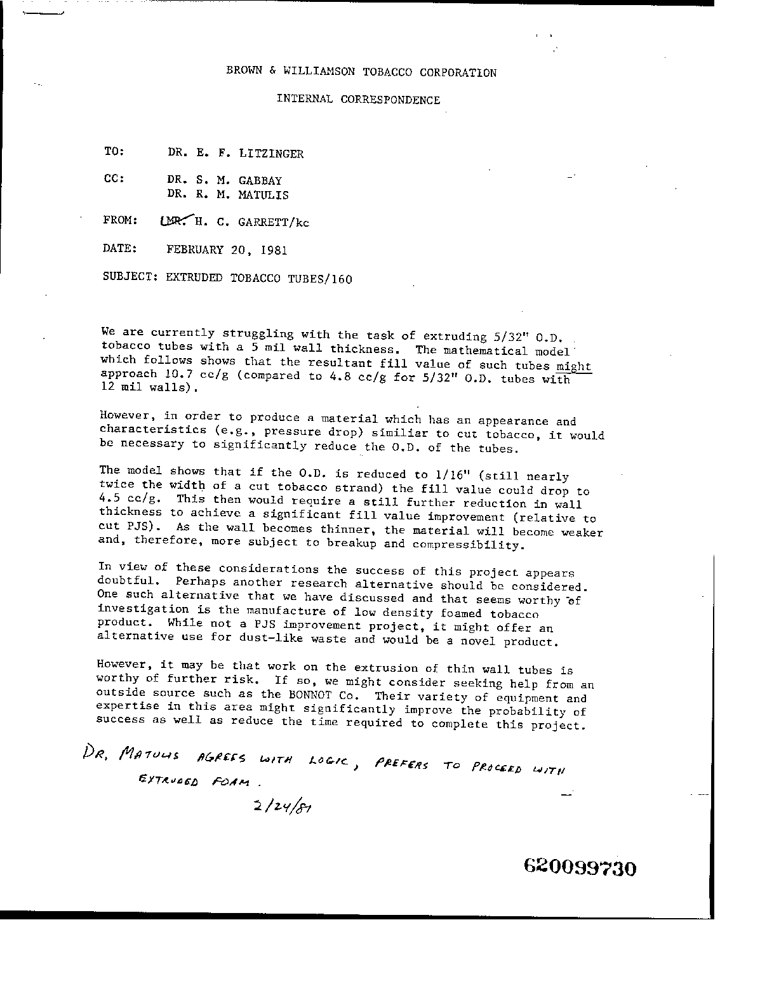 BROWN & WILLIAMSON TOBACCO CORPORATION
INTERNAL CORRESPONDENCE
TO: DR. E. F. LITZINGER
CC: DR. S. M. GABBAY
DR. R. M. MATULIS
FROM: MR. H. C. GARRETT/kc
DATE: FEBRUARY 20, 1981
SUBJECT: EXTRUDED TOBACCO TUBES/160
We are currently struggling with the task of extruding 5/32" O.D.
tobacco tubes with a 5 mil wall thickness. The mathematical model
which follows shows that the resultant fill value of such tubes might
approach 10.7 cc/g (compared to 4.8 cc/g for 5/32" O.D. tubes with
12 mil walls).
However, in order to produce a material which has an appearance and
characteristics (e.g., pressure drop) similiar to cut tobacco, it would
be necessary to significantly reduce the O.D. of the tubes.
The model shows that if the O.D. is reduced to 1/16" (still nearly
twice the width of a cut tobacco strand) the fill value could drop to
4.5 cc/g. This then would require a still further reduction in wall
thickness to achieve a significant fill value improvement (relative to
cut PJS). As the wall becomes thinner, the material will become weaker
and, therefore, more subject to breakup and compressibility.
In view of these considerations the success of this project appears
doubtful. Perhaps another research alternative should be considered.
One such alternative that we have discussed and that seems worthy of
investigation is the manufacture of low density foamed tobacco
product. While not a PJS improvement project, it might offer an
alternative use for dust-like waste and would be a novel product.
However, it may be that work on the extrusion of thin wall tubes is
worthy of further risk. If so, we might consider seeking help from an
outside source such as the BONNOT Co. Their variety of equipment and
expertise in this area might significantly improve the probability of
success as well as reduce the time required to complete this project.
DR. MATULIS AGREES WITH LOGIC, PREFERS TO PROCEED WITH
EXTRUDED FOAM.
2/24/81
620099730